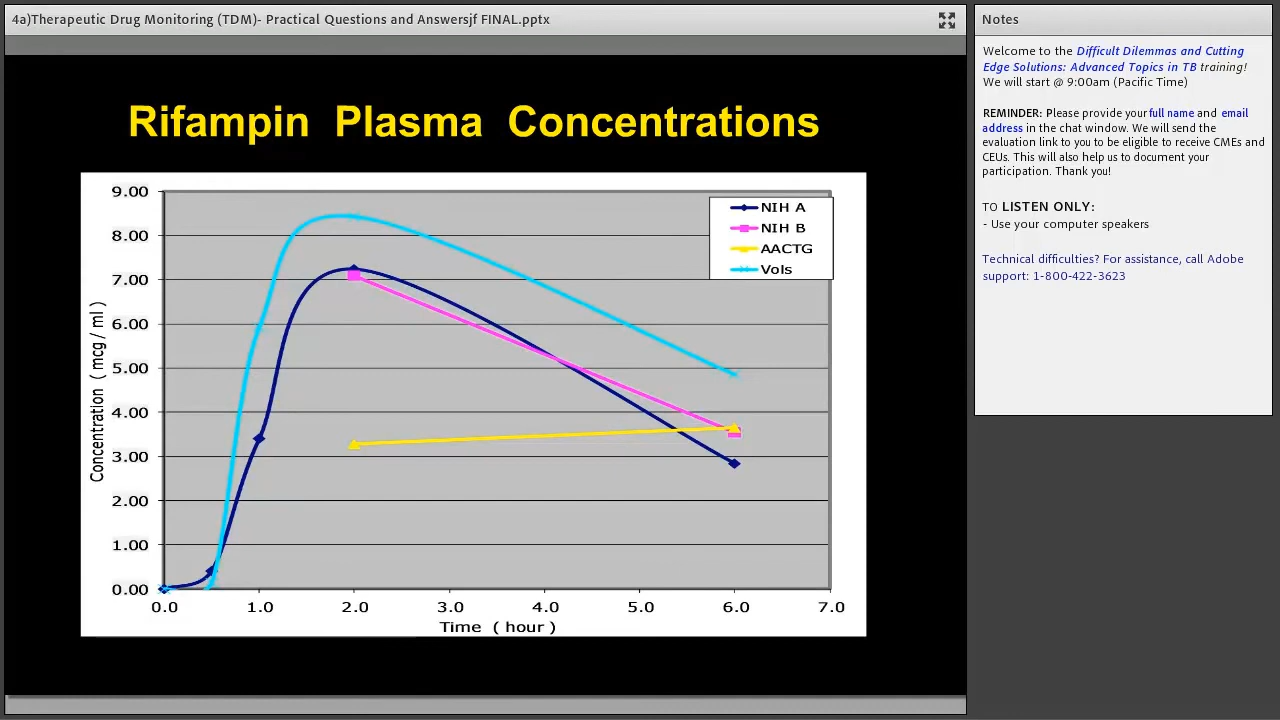 4a)Therapeutic Drug Monitoring (TDM)- Practical Questions and Answersjf FINAL.pptx
Rifampin Plasma Concentrations
9.00
8.00
7.00
6.00
5.00
4.00
3.00
2.00
1.00
0.00
Concentration ( mcg / ml )
0.0 1.0 2.0 3.0 4.0 5.0 6.0 7.0
Time ( hour )
NIH A
NIH B
AACTG
Vols
Notes
Welcome to the Difficult Dilemmas and Cutting
Edge Solutions: Advanced Topics in TB training!
We will start @ 9:00am (Pacific Time)
REMINDER: Please provide your full name and email
address in the chat window. We will send the
evaluation link to you to be eligible to receive CMEs and
CEUs. This will also help us to document your
participation. Thank you!
TO LISTEN ONLY:
- Use your computer speakers
Technical difficulties? For assistance, call Adobe
support: 1-800-422-3623